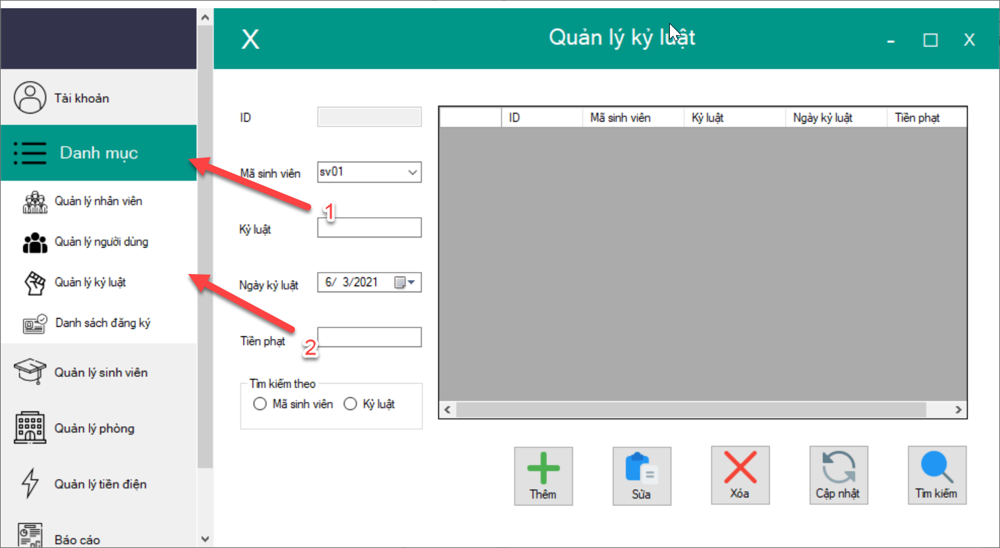 X
Quản lý kỷ luật
- □ X
Tài khoản
Danh mục
Quản lý nhân viên
Quản lý người dùng
Quản lý kỷ luật
Danh sách đăng ký
Quản lý sinh viên
Quản lý phòng
Quản lý tiền điện
Báo cáo
ID
Mã sinh viên
sv01
1
Kỷ luật
Ngày kỷ luật
6/ 3/2021
Tiền phạt
2
Tìm kiếm theo
Mã sinh viên Kỷ luật
ID Mã sinh viên Kỷ luật Ngày kỷ luật Tiền phạt
Thêm Sửa Xóa Cập nhật Tìm kiếm